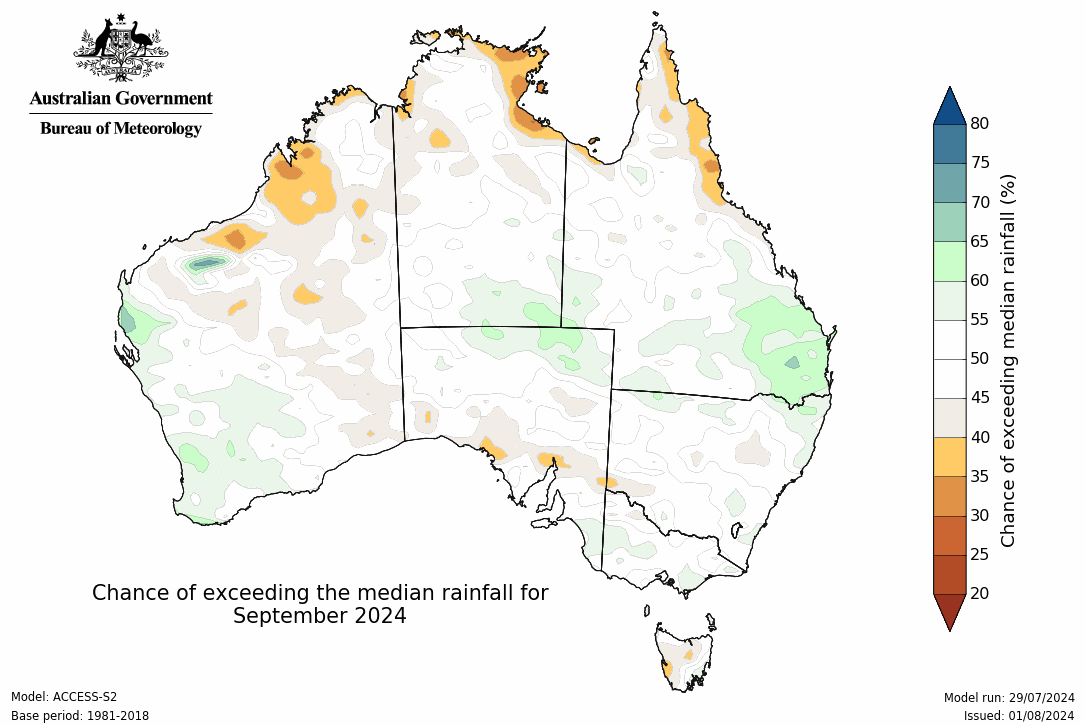 AUSTRALIA
Australian Government
Bureau of Meteorology
80
75
70
65
60
55
50
45
40
35
30
25
20
Chance of exceeding median rainfall (%)
Chance of exceeding the median rainfall for
September 2024
Model: ACCESS-S2
Base period: 1981-2018
Model run: 29/07/2024
Issued: 01/08/2024